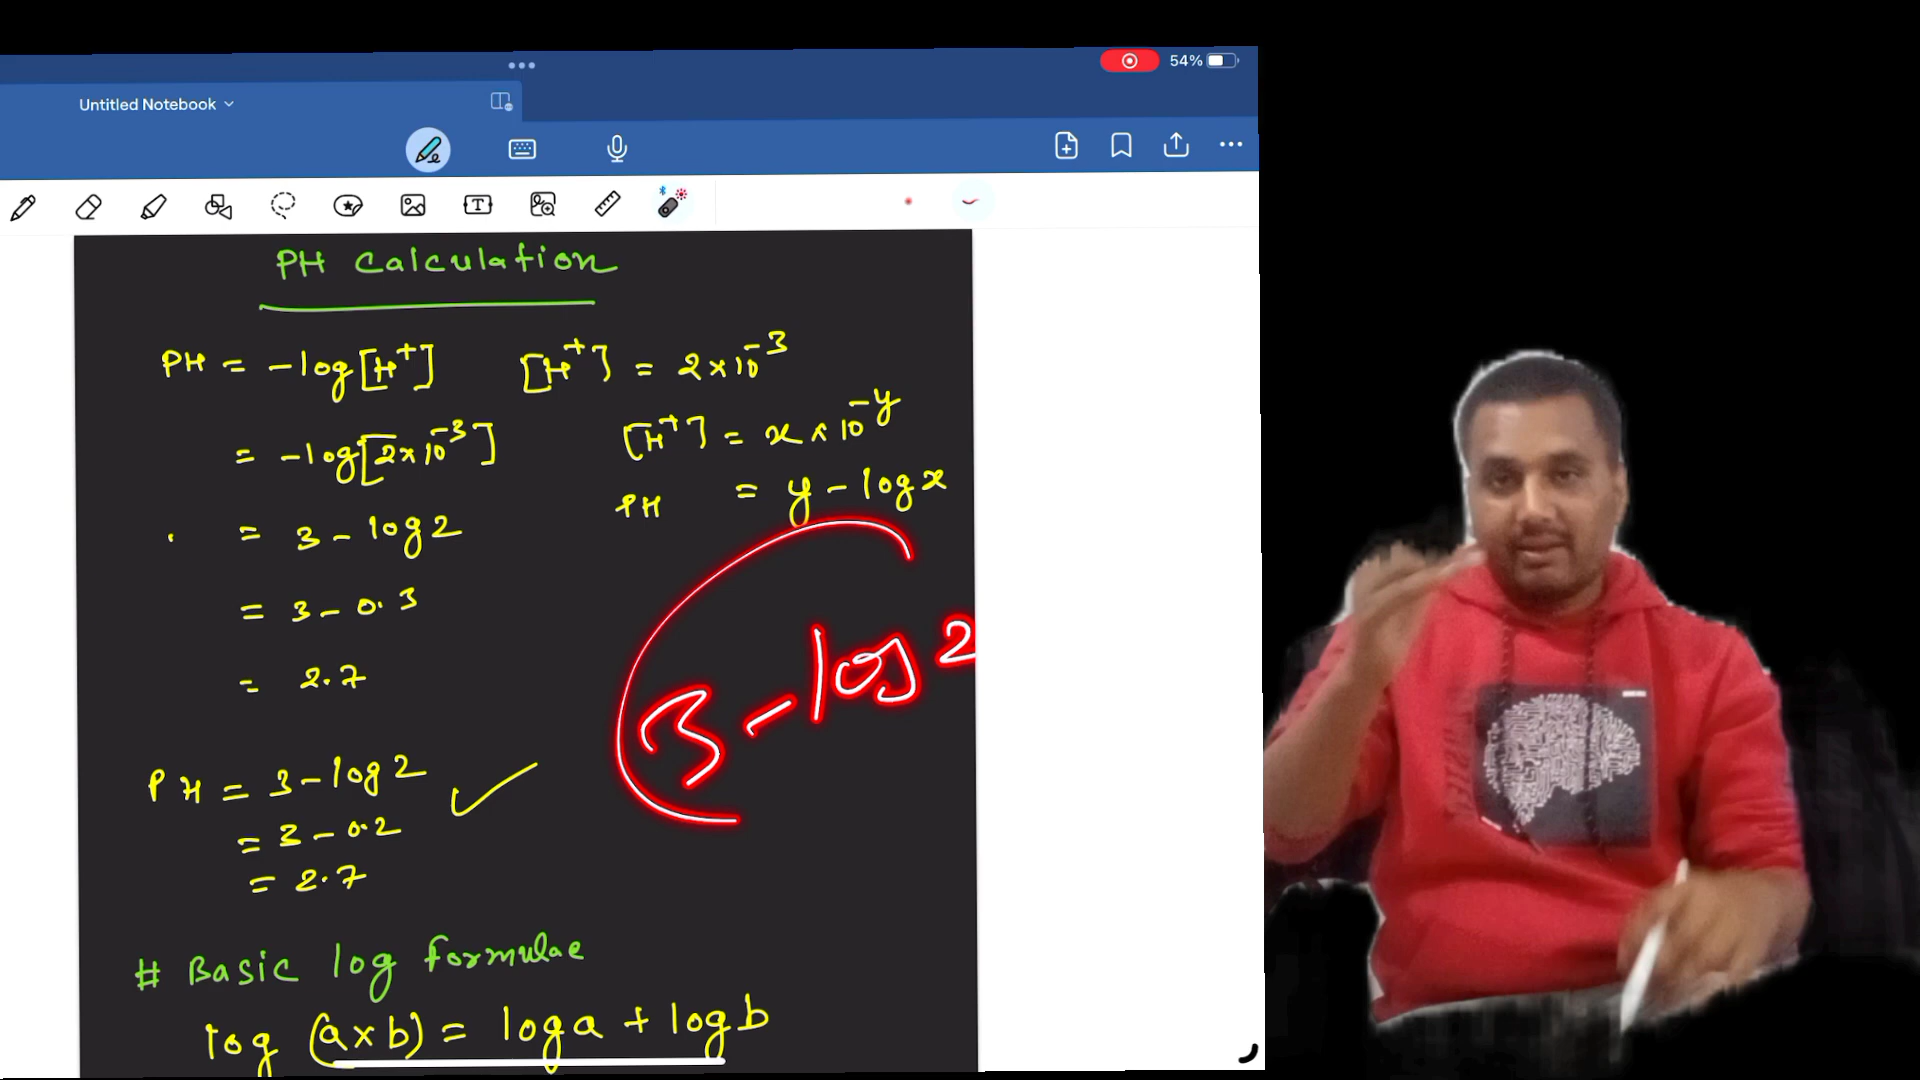 54%
Untitled Notebook
PH Calculation
PH = -log[H⁺] [H⁺] = 2×10⁻³
= -log[2×10⁻³] [H⁺] = x×10⁻ʸ
PH = y - log x
= 3 - log2
= 3 - 0.3
3 - log2
= 2.7
PH = 3 - log2
= 3 - 0.2
= 2.7
# Basic log formulae
log (a×b) = loga + logb